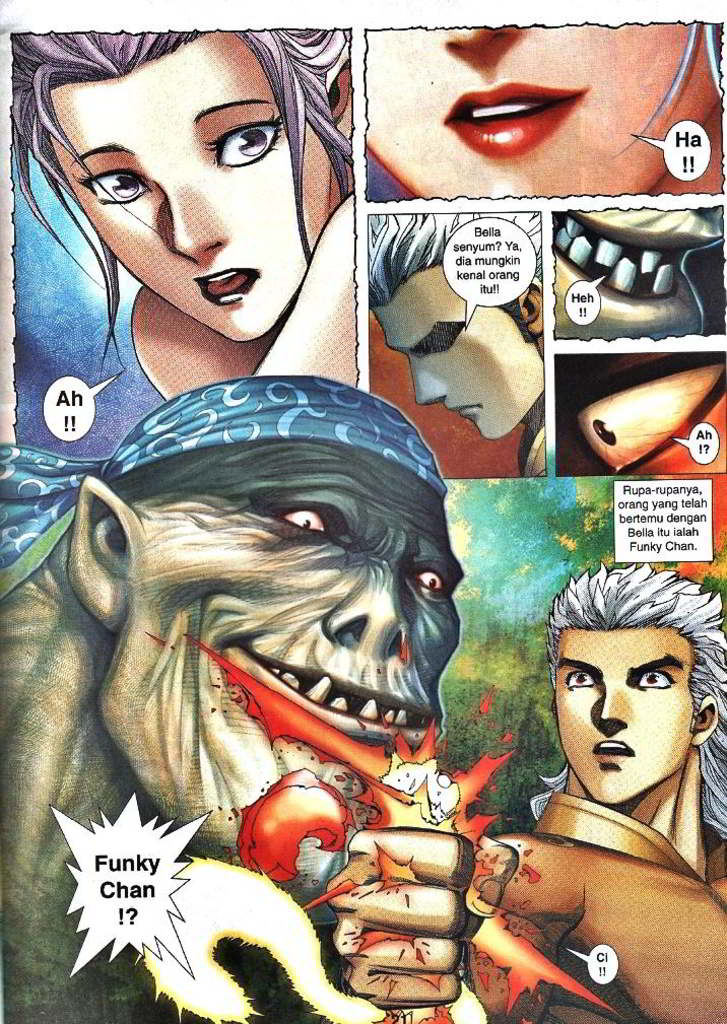 Ah
!!
Ha
!!
Bella
senyum? Ya,
dia mungkin
kenal orang
itu!!
Heh
!!
Ah
!?
Rupa-rupanya,
orang yang telah
bertemu dengan
Bella itu ialah
Funky Chan.
Funky
Chan
!?
Ci
!!